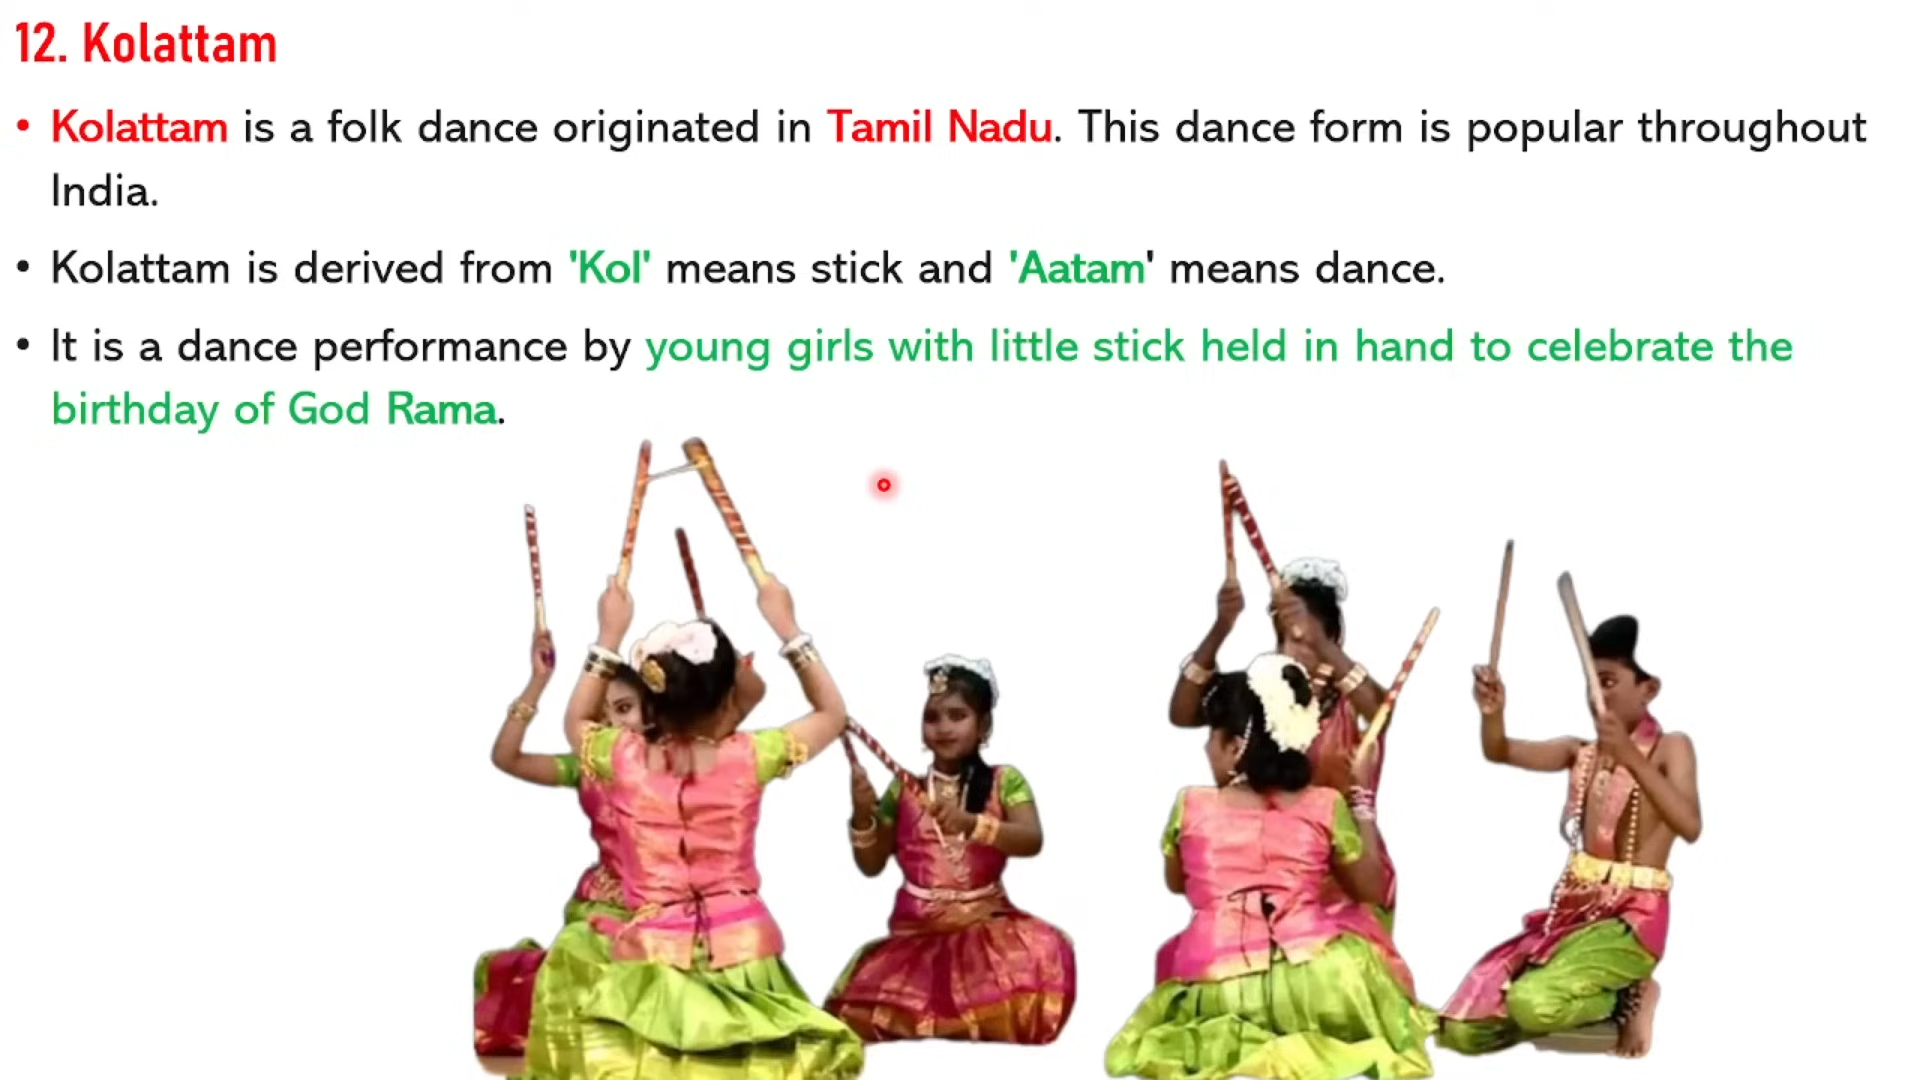 12. Kolattam
• Kolattam is a folk dance originated in Tamil Nadu. This dance form is popular throughout
India.
• Kolattam is derived from 'Kol' means stick and 'Aatam' means dance.
• It is a dance performance by young girls with little stick held in hand to celebrate the
birthday of God Rama.